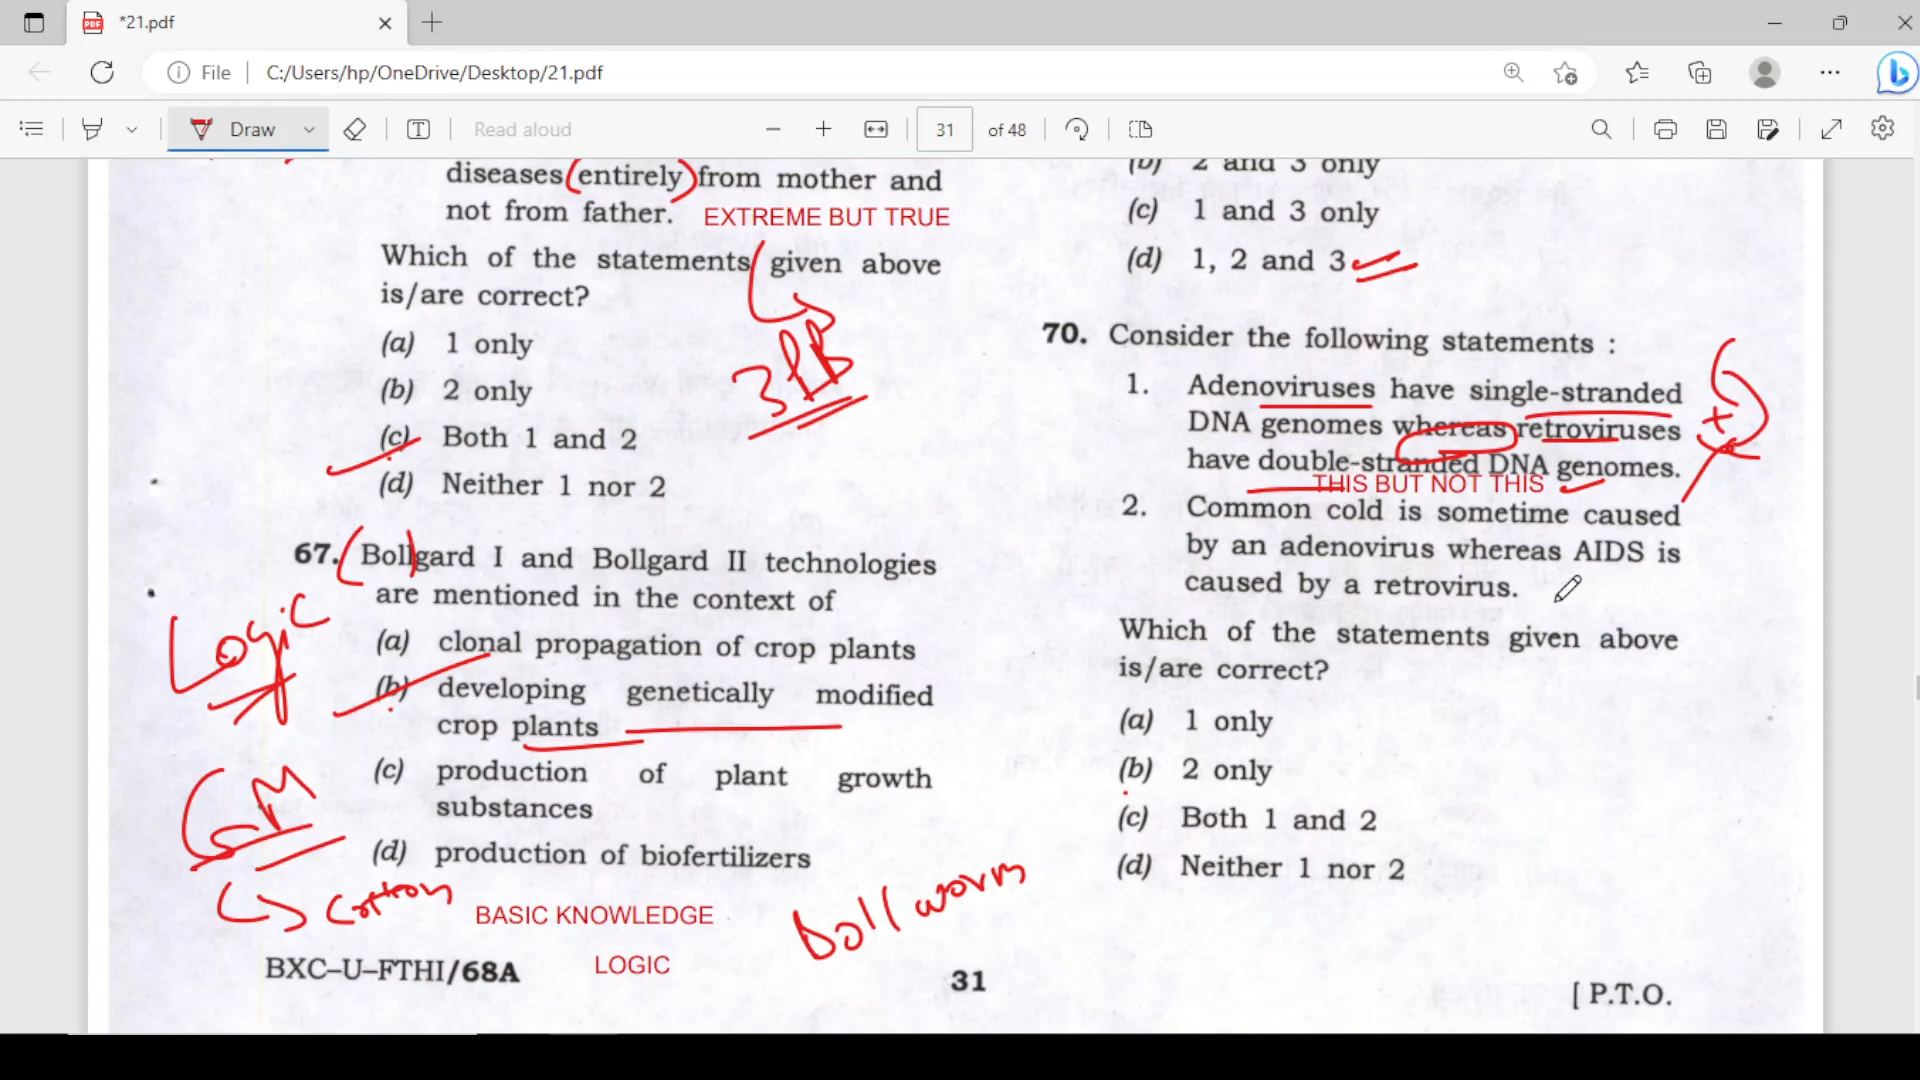 *21.pdf
File
C:/Users/hp/OneDrive/Desktop/21.pdf
Draw
Read aloud
31 of 48
diseases (entirely) from mother and
not from father. EXTREME BUT TRUE
Which of the statements given above
is/are correct?
(a) 1 only
(b) 2 only
(c) Both 1 and 2
(d) Neither 1 nor 2
67. Bollgard I and Bollgard II technologies
are mentioned in the context of
(a) clonal propagation of crop plants
(b) developing genetically modified
crop plants
(c) production of plant growth
substances
(d) production of biofertilizers
Logic
GM
Cotton
BASIC KNOWLEDGE
LOGIC
Boll worm
BXC–U–FTHI/68A
31
(b) 2 and 3 only
(c) 1 and 3 only
(d) 1, 2 and 3
70. Consider the following statements :
1. Adenoviruses have single-stranded
DNA genomes whereas retroviruses
have double-stranded DNA genomes.
THIS BUT NOT THIS
2. Common cold is sometime caused
by an adenovirus whereas AIDS is
caused by a retrovirus.
Which of the statements given above
is/are correct?
(a) 1 only
(b) 2 only
(c) Both 1 and 2
(d) Neither 1 nor 2
[ P.T.O.